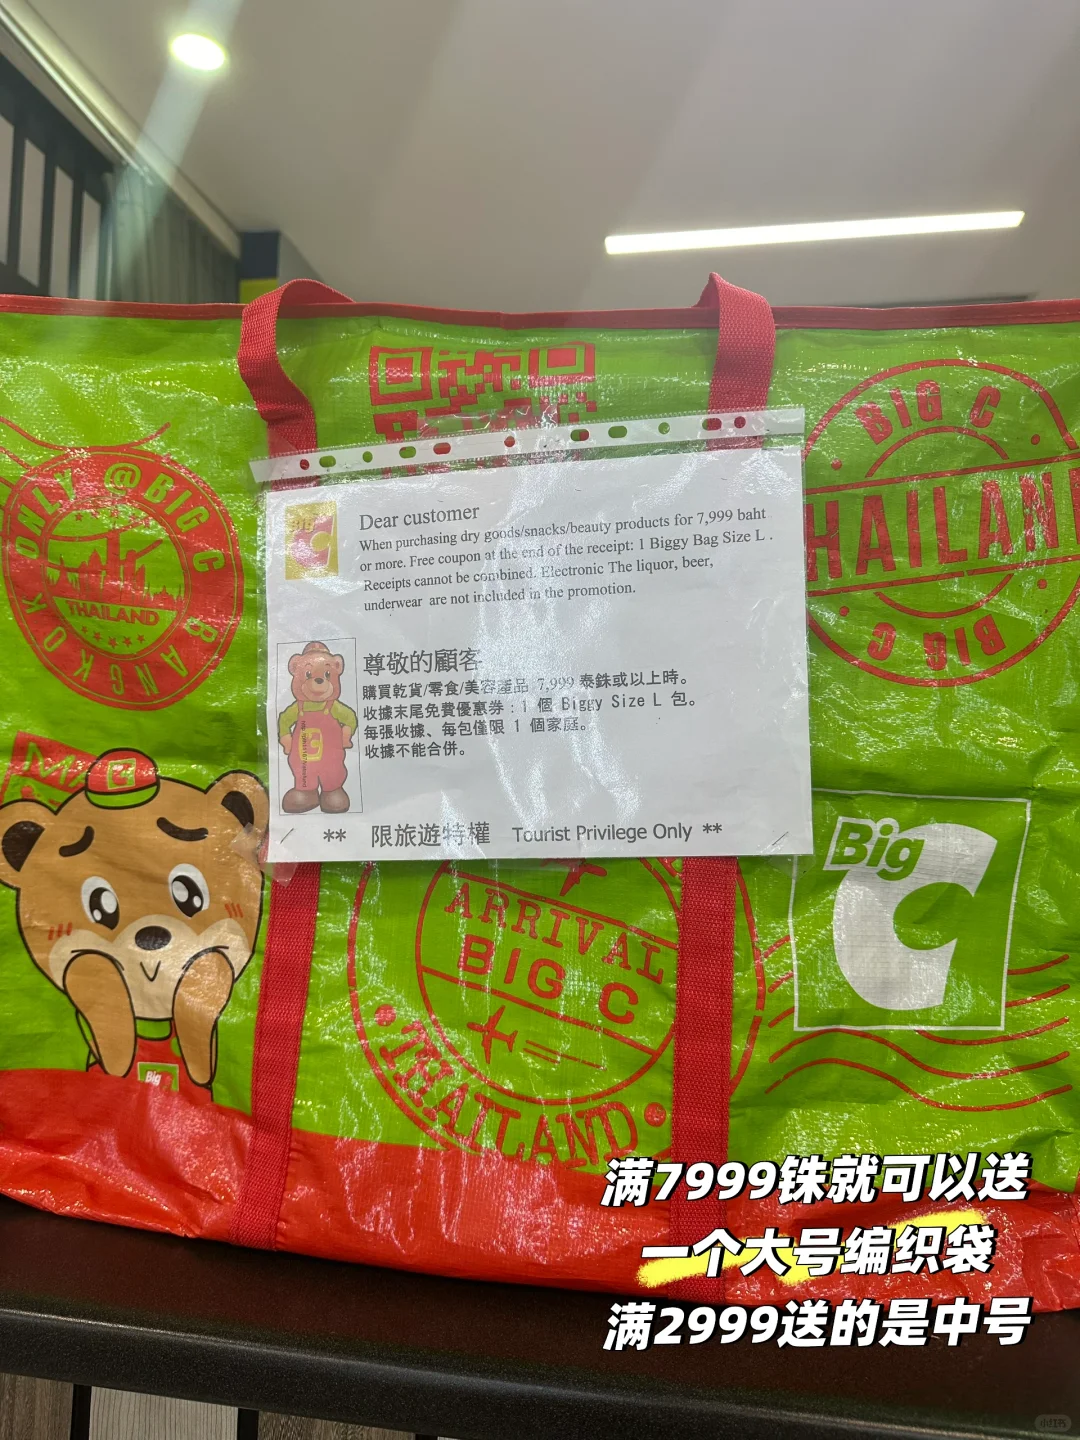 ONLY @ BIG C
BANGKOK
THAILAND
BIG C
THAILAND
BIG C
Big C
Dear customer
When purchasing dry goods/snacks/beauty products for 7,999 baht
or more. Free coupon at the end of the receipt: 1 Biggy Bag Size L .
Receipts cannot be combined. Electronic The liquor, beer,
underwear are not included in the promotion.
尊敬的顧客
購買乾貨/零食/美容產品 7,999 泰銖或以上時。
收據末尾免費優惠券：1 個 Biggy Size L 包。
每張收據、每包僅限 1 個家庭。
收據不能合併。
** 限旅遊特權 Tourist Privilege Only **
ARRIVAL
BIG C
THAILAND
Big C
Big
满7999铢就可以送
一个大号编织袋
满2999送的是中号
小红书